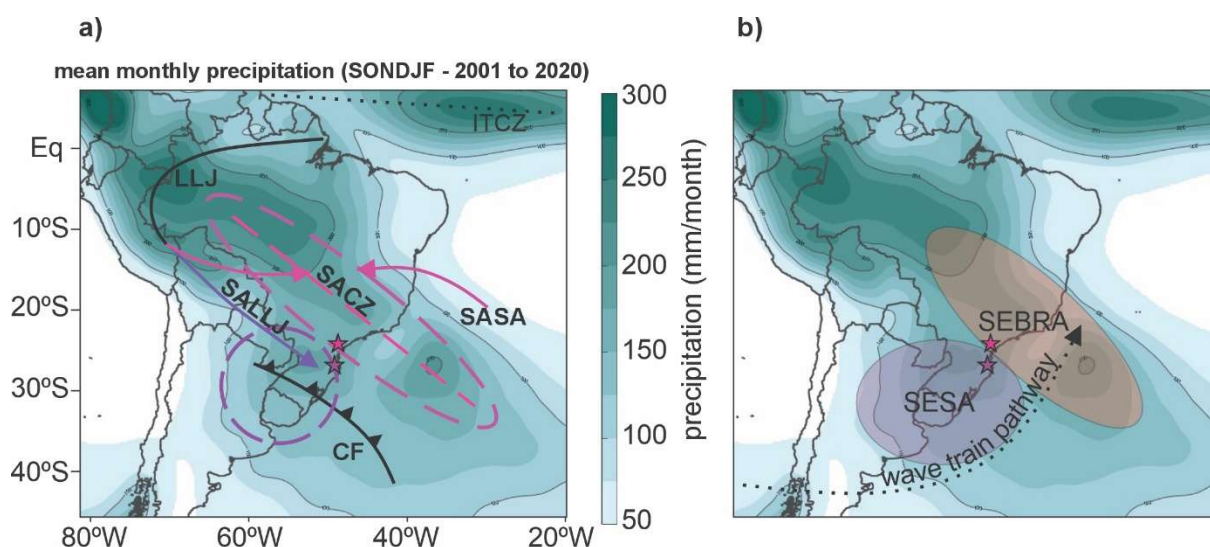 a)
mean monthly precipitation (SONDJF - 2001 to 2020)
ITCZ
Eq
LLJ
10ºS
SACZ
20ºS
SALLJ
SASA
30ºS
CF
40ºS
80ºW
60ºW
40ºW
20ºW
300
250
200
150
100
50
precipitation (mm/month)
b)
SEBRA
SESA
wave train pathway